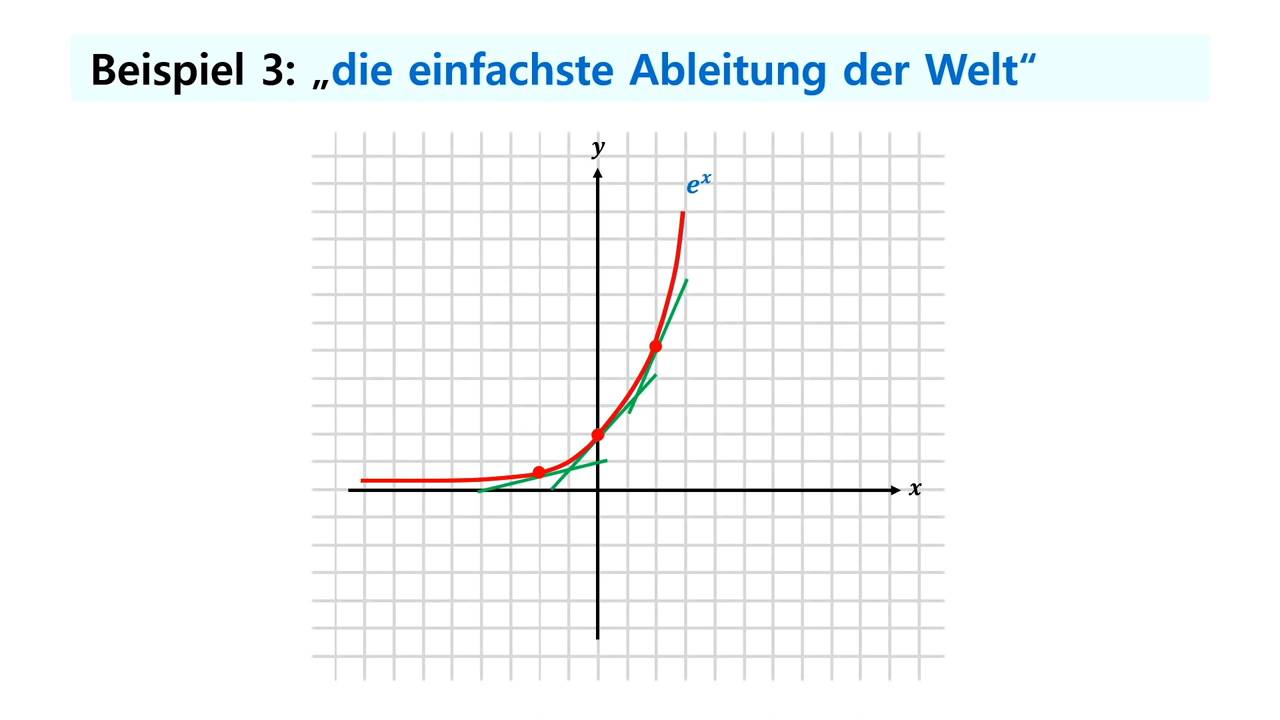 Beispiel 3: „die einfachste Ableitung der Welt“
y
eˣ
x